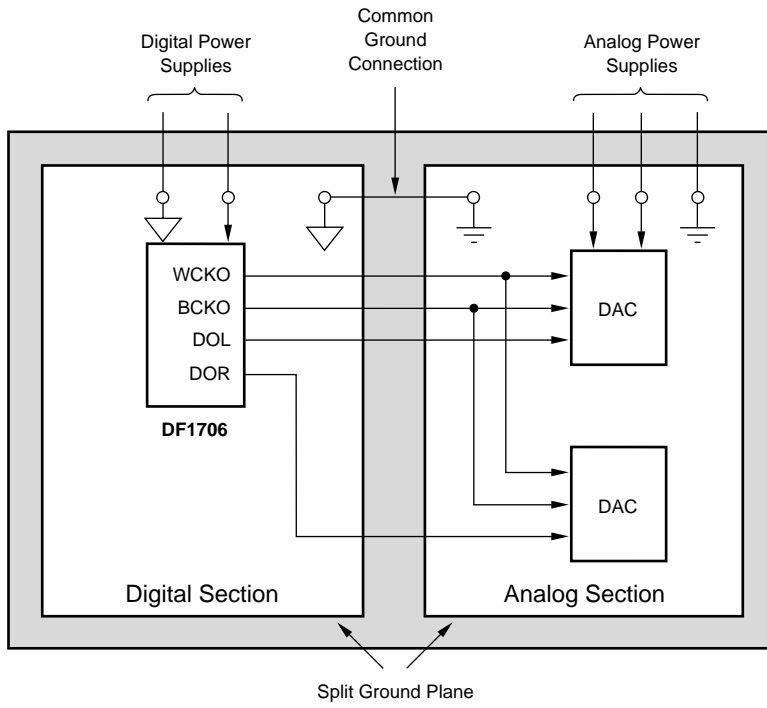 Common
Ground
Connection
Digital Power
Supplies
Analog Power
Supplies
WCKO
BCKO
DOL
DOR
DF1706
DAC
DAC
Digital Section
Analog Section
Split Ground Plane